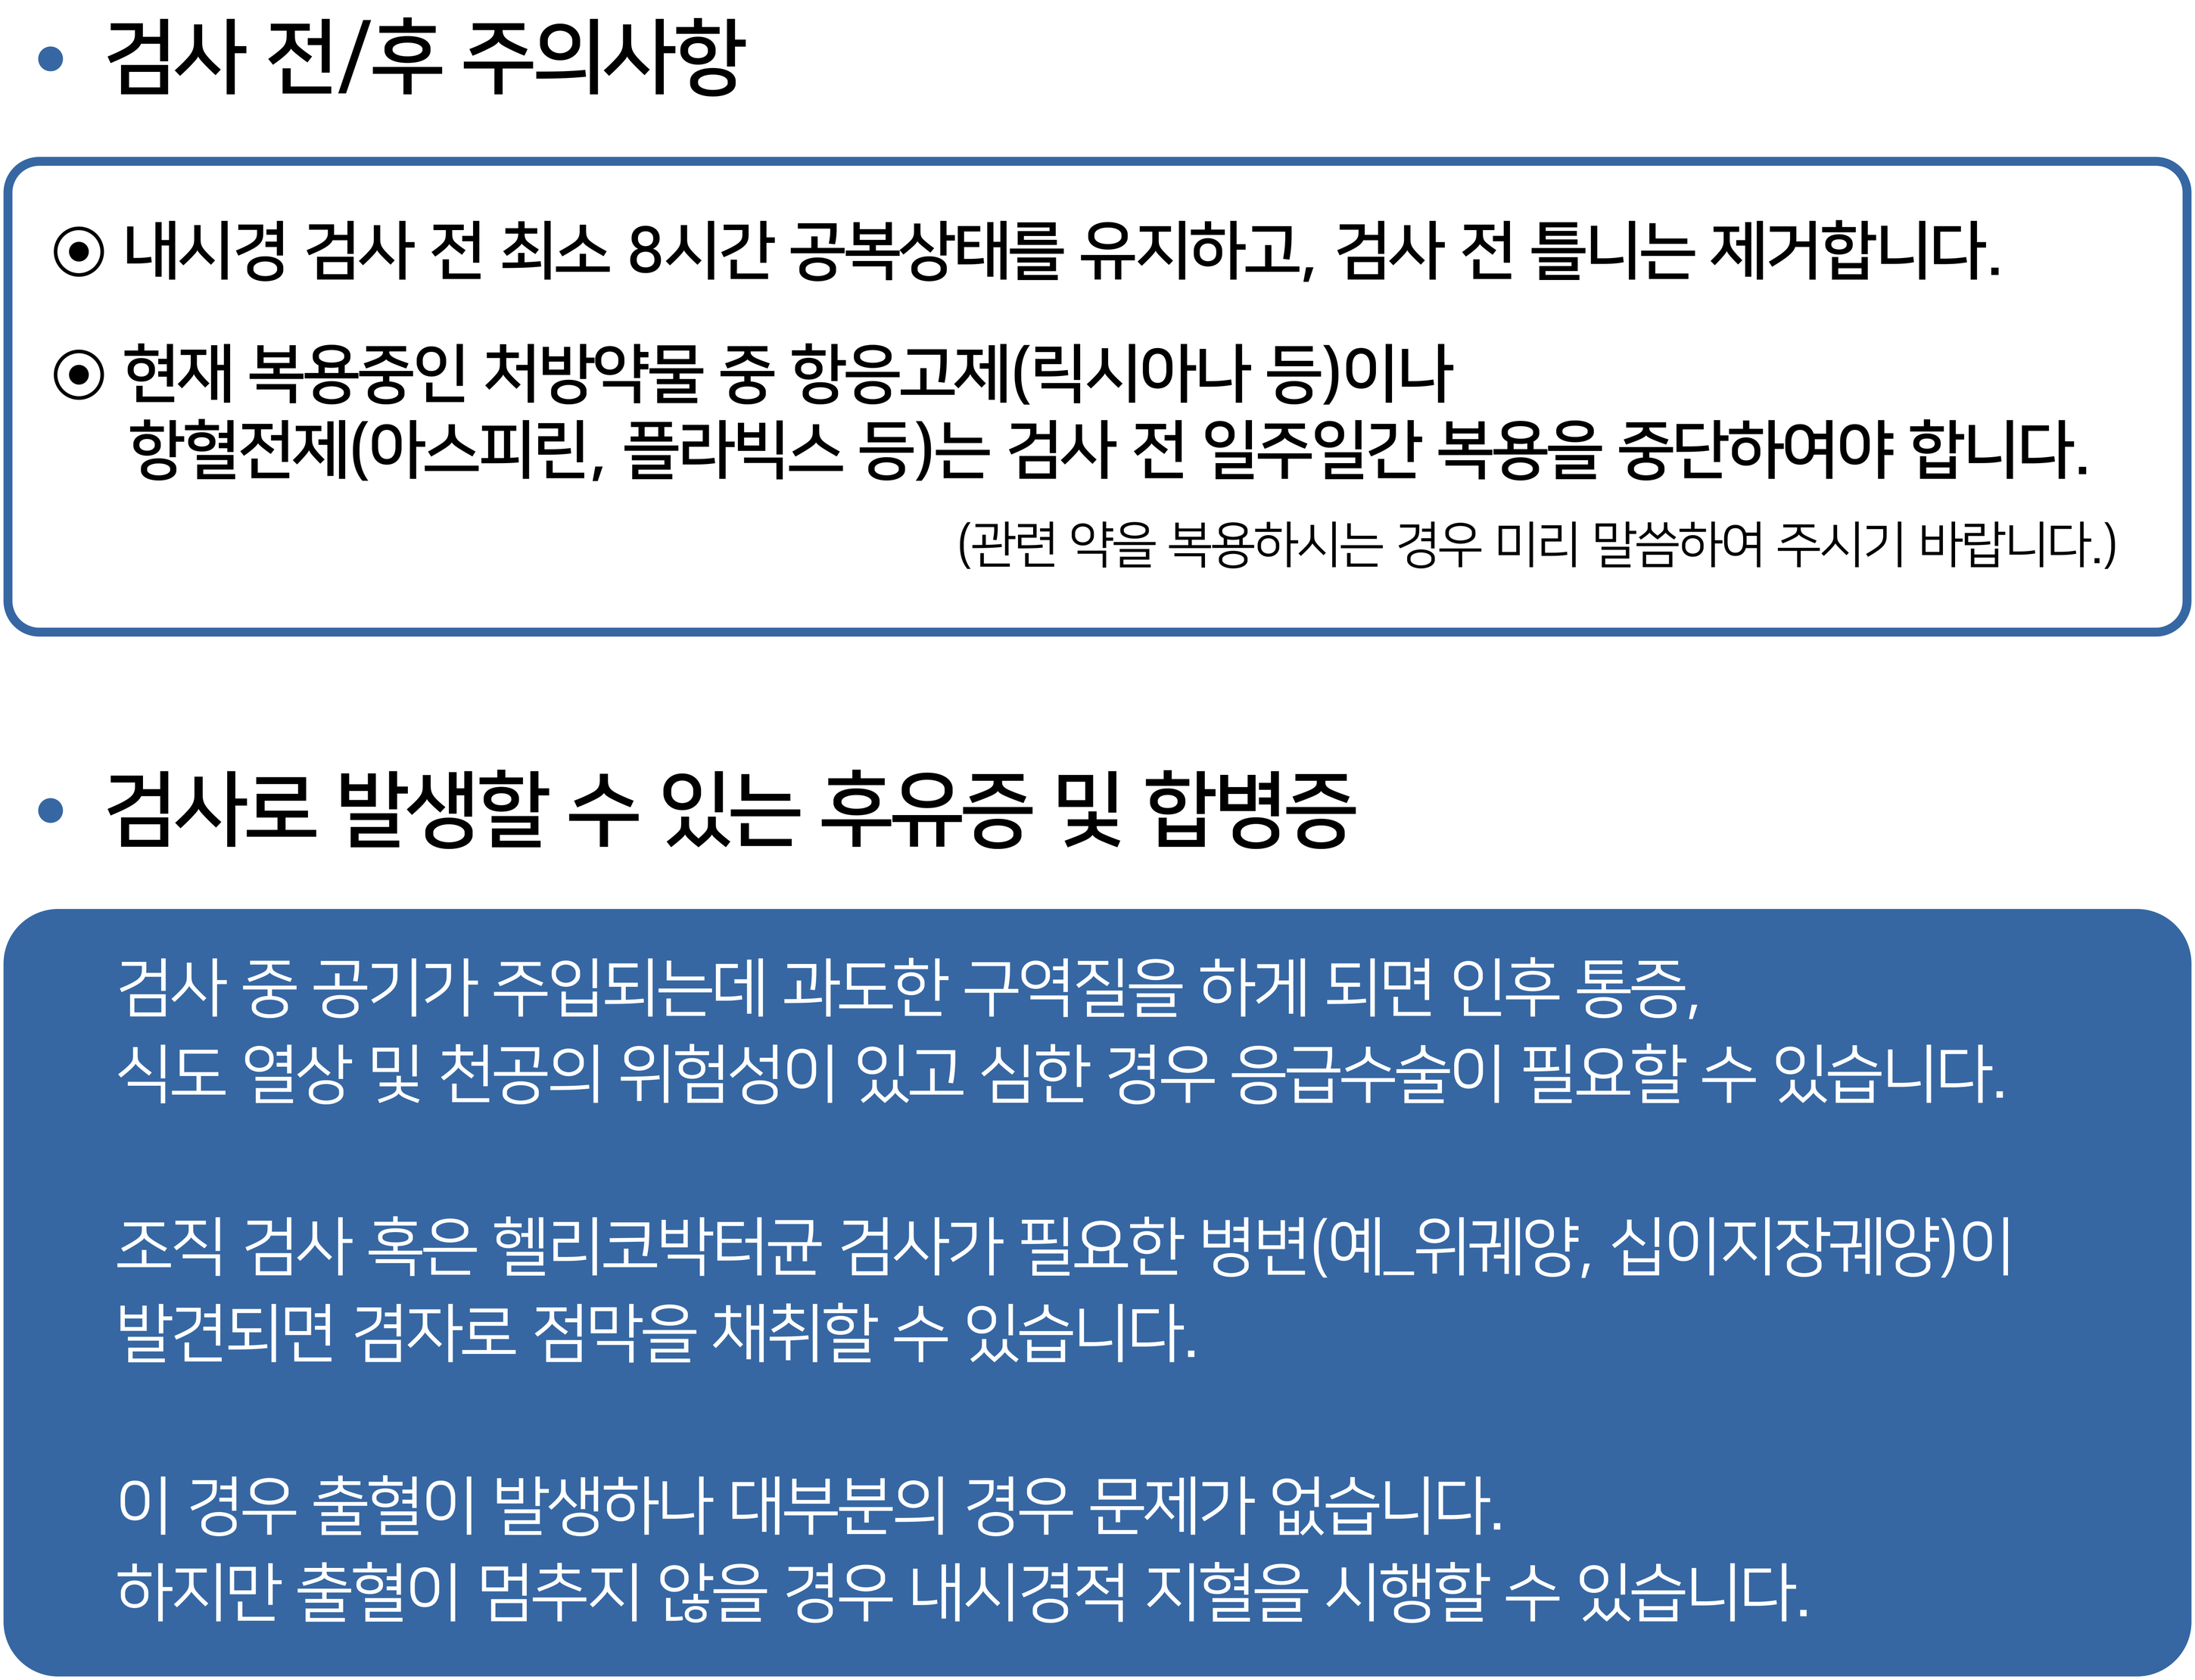 • 검사 전/후 주의사항
◉ 내시경 검사 전 최소 8시간 공복상태를 유지하고, 검사 전 틀니는 제거합니다.
◉ 현재 복용중인 처방약물 중 항응고제(릭시아나 등)이나
항혈전제(아스피린, 플라빅스 등)는 검사 전 일주일간 복용을 중단하여야 합니다.
(관련 약을 복용하시는 경우 미리 말씀하여 주시기 바랍니다.)
• 검사로 발생할 수 있는 후유증 및 합병증
검사 중 공기가 주입되는데 과도한 구역질을 하게 되면 인후 통증,
식도 열상 및 천공의 위험성이 있고 심한 경우 응급수술이 필요할 수 있습니다.
조직 검사 혹은 헬리코박터균 검사가 필요한 병변(예_위궤양, 십이지장궤양)이
발견되면 겸자로 점막을 채취할 수 있습니다.
이 경우 출혈이 발생하나 대부분의 경우 문제가 없습니다.
하지만 출혈이 멈추지 않을 경우 내시경적 지혈을 시행할 수 있습니다.